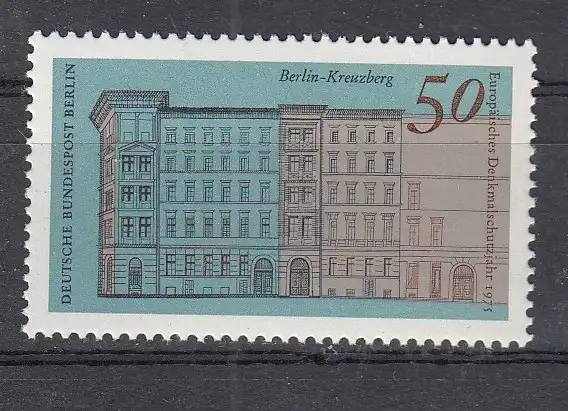 DEUTSCHE BUNDESPOST BERLIN
Berlin-Kreuzberg
50
Europäisches Denkmalschutzjahr 1975